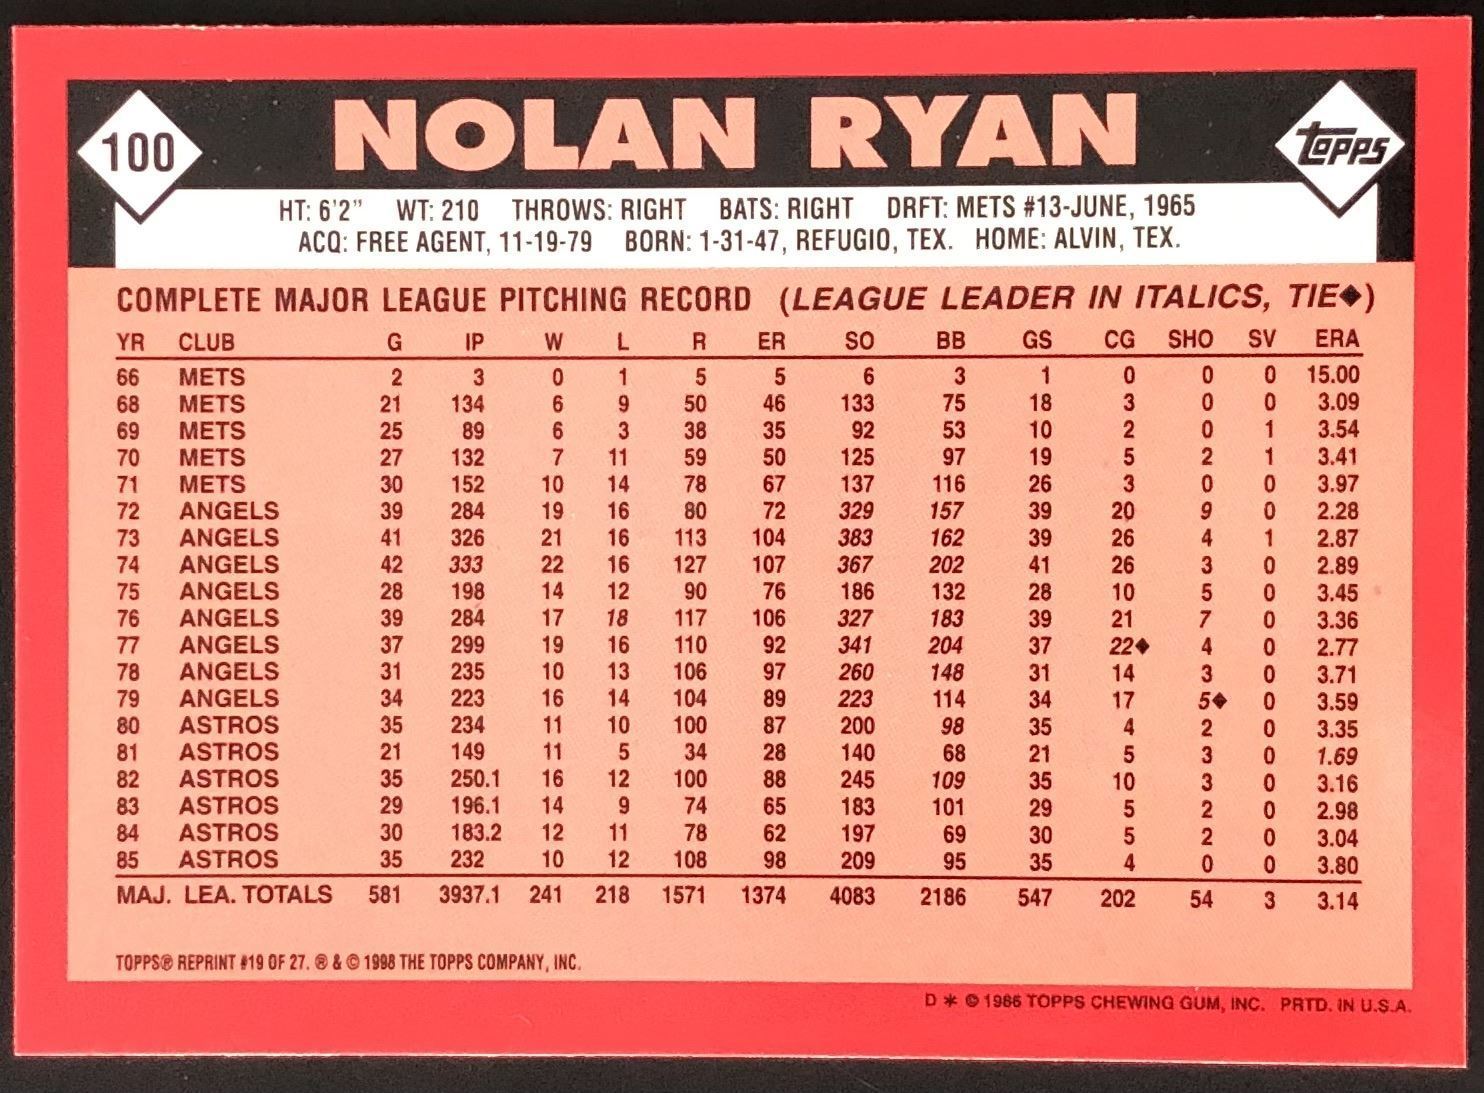 100 NOLAN RYAN topps
HT: 6'2" WT: 210 THROWS: RIGHT BATS: RIGHT DRFT: METS #13-JUNE, 1965
ACQ: FREE AGENT, 11-19-79 BORN: 1-31-47, REFUGIO, TEX. HOME: ALVIN, TEX.
COMPLETE MAJOR LEAGUE PITCHING RECORD (LEAGUE LEADER IN ITALICS, TIE◆)
YR CLUB G IP W L R ER SO BB GS CG SHO SV ERA
66 METS 2 3 0 1 5 5 6 3 1 0 0 0 15.00
68 METS 21 134 6 9 50 46 133 75 18 3 0 0 3.09
69 METS 25 89 6 3 38 35 92 53 10 2 0 1 3.54
70 METS 27 132 7 11 59 50 125 97 19 5 2 1 3.41
71 METS 30 152 10 14 78 67 137 116 26 3 0 0 3.97
72 ANGELS 39 284 19 16 80 72 329 157 39 20 9 0 2.28
73 ANGELS 41 326 21 16 113 104 383 162 39 26 4 1 2.87
74 ANGELS 42 333 22 16 127 107 367 202 41 26 3 0 2.89
75 ANGELS 28 198 14 12 90 76 186 132 28 10 5 0 3.45
76 ANGELS 39 284 17 18 117 106 327 183 39 21 7 0 3.36
77 ANGELS 37 299 19 16 110 92 341 204 37 22◆ 4 0 2.77
78 ANGELS 31 235 10 13 106 97 260 148 31 14 3 0 3.71
79 ANGELS 34 223 16 14 104 89 223 114 34 17 5◆ 0 3.59
80 ASTROS 35 234 11 10 100 87 200 98 35 4 2 0 3.35
81 ASTROS 21 149 11 5 34 28 140 68 21 5 3 0 1.69
82 ASTROS 35 250.1 16 12 100 88 245 109 35 10 3 0 3.16
83 ASTROS 29 196.1 14 9 74 65 183 101 29 5 2 0 2.98
84 ASTROS 30 183.2 12 11 78 62 197 69 30 5 2 0 3.04
85 ASTROS 35 232 10 12 108 98 209 95 35 4 0 0 3.80
MAJ. LEA. TOTALS 581 3937.1 241 218 1571 1374 4083 2186 547 202 54 3 3.14
TOPPS® REPRINT #19 OF 27. ® & © 1998 THE TOPPS COMPANY, INC.
D * © 1986 TOPPS CHEWING GUM, INC. PRTD. IN U.S.A.